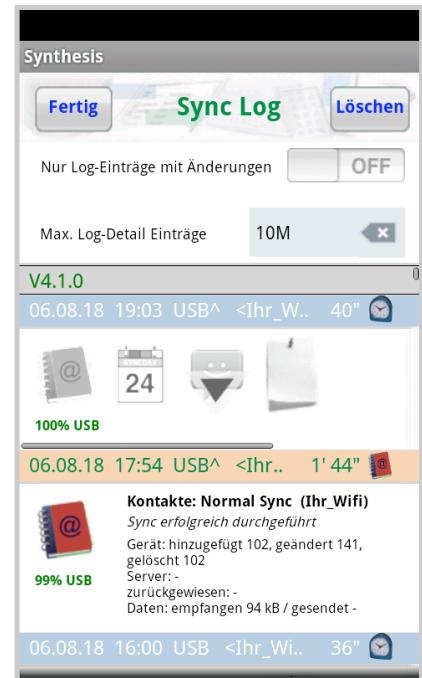 Synthesis
Fertig Sync Log Löschen
Nur Log-Einträge mit Änderungen OFF
Max. Log-Detail Einträge 10M
V4.1.0
06.08.18 19:03 USB^ <Ihr_W.. 40"
@ 24
100% USB
06.08.18 17:54 USB^ <Ihr.. 1' 44"
Kontakte: Normal Sync (Ihr_Wifi)
Sync erfolgreich durchgeführt
Gerät: hinzugefügt 102, geändert 141,
gelöscht 102
Server: -
zurückgewiesen: -
Daten: empfangen 94 kB / gesendet -
@
99% USB
06.08.18 16:00 USB <Ihr_Wi.. 36"